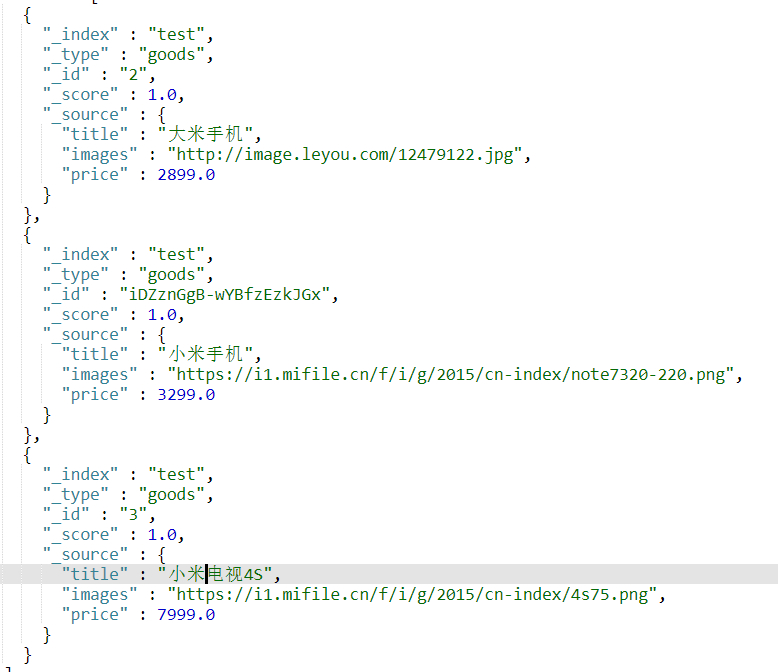 {
"_index" : "test",
"_type" : "goods",
"_id" : "2",
"_score" : 1.0,
"_source" : {
"title" : "大米手机",
"images" : "http://image.leyou.com/12479122.jpg",
"price" : 2899.0
}
},
{
"_index" : "test",
"_type" : "goods",
"_id" : "iDZznGgB-wYBfzEzkJGx",
"_score" : 1.0,
"_source" : {
"title" : "小米手机",
"images" : "https://i1.mifile.cn/f/i/g/2015/cn-index/note7320-220.png",
"price" : 3299.0
}
},
{
"_index" : "test",
"_type" : "goods",
"_id" : "3",
"_score" : 1.0,
"_source" : {
"title" : "小米电视4S",
"images" : "https://i1.mifile.cn/f/i/g/2015/cn-index/4s75.png",
"price" : 7999.0
}
}